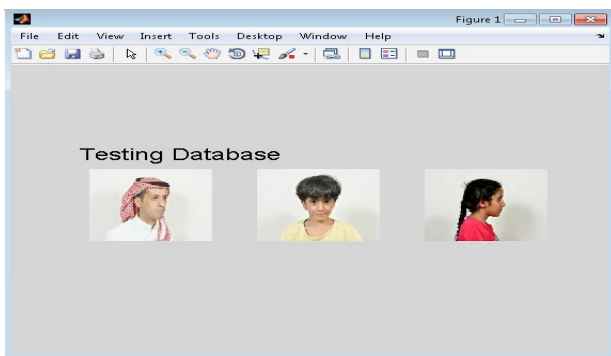 Figure 1
File Edit View Insert Tools Desktop Window Help
Testing Database